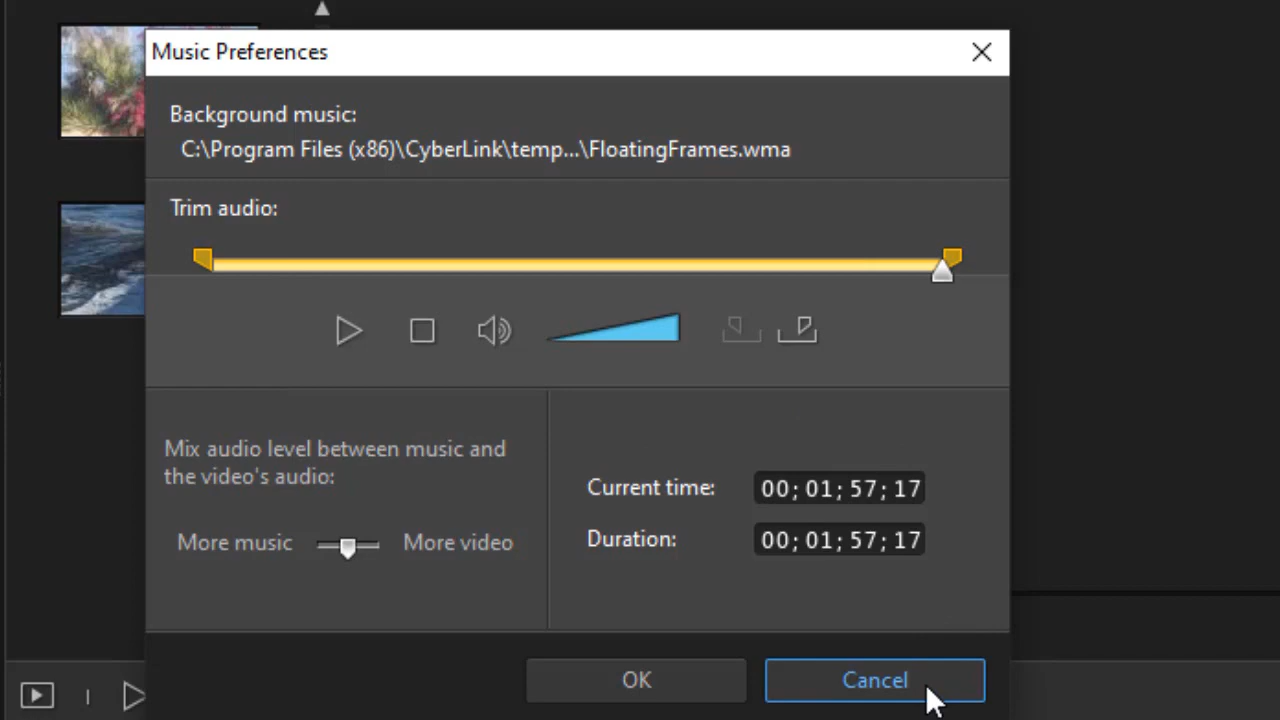 Music Preferences
Background music:
C:\Program Files (x86)\CyberLink\temp...\FloatingFrames.wma
Trim audio:
Mix audio level between music and
the video's audio:
More music
More video
Current time:
00; 01; 57; 17
Duration:
00; 01; 57; 17
OK
Cancel